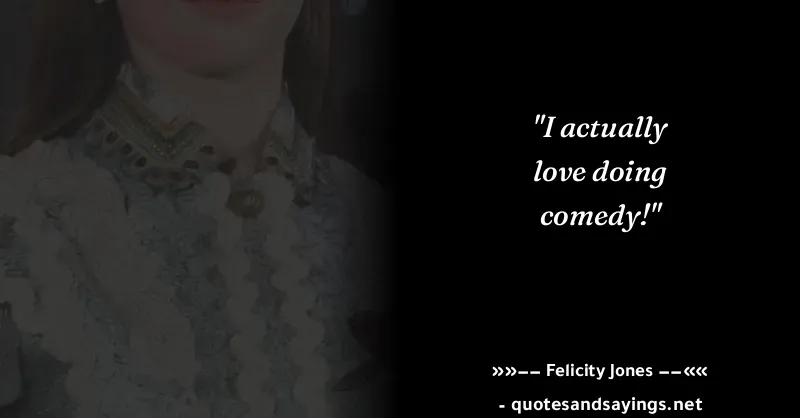 "I actually
love doing
comedy!"
»»−− Felicity Jones −−««
- quotesandsayings.net